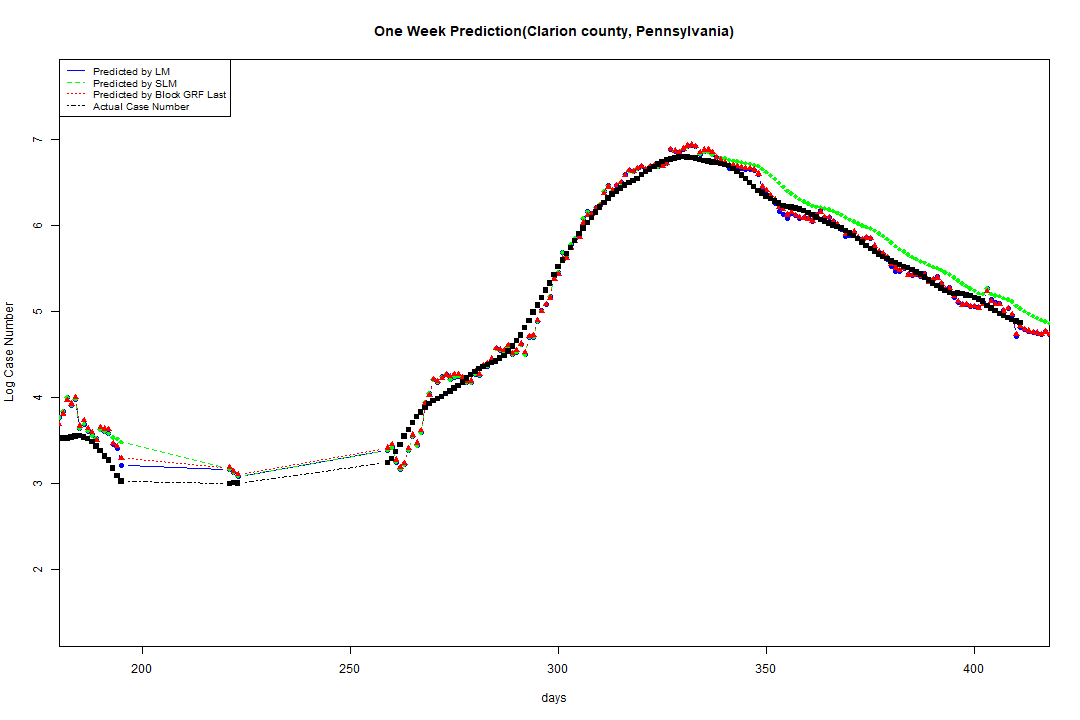 One Week Prediction(Clarion county, Pennsylvania)
Predicted by LM
Predicted by SLM
Predicted by Block GRF Last
Actual Case Number
7
6
5
4
3
2
Log Case Number
200 250 300 350 400
days